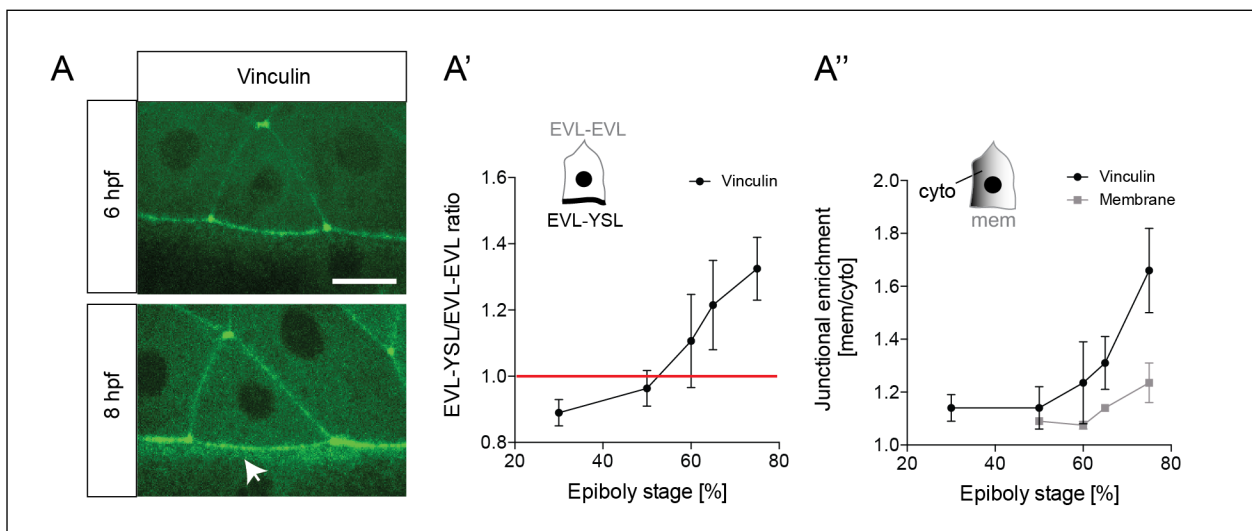 A
Vinculin
6 hpf
8 hpf
A'
EVL-EVL
EVL-YSL
Vinculin
EVL-YSL/EVL-EVL ratio
1.6
1.4
1.2
1.0
0.8
20 40 60 80
Epiboly stage [%]
A''
cyto
mem
Vinculin
Membrane
Junctional enrichment
[mem/cyto]
2.0
1.8
1.6
1.4
1.2
1.0
20 40 60 80
Epiboly stage [%]